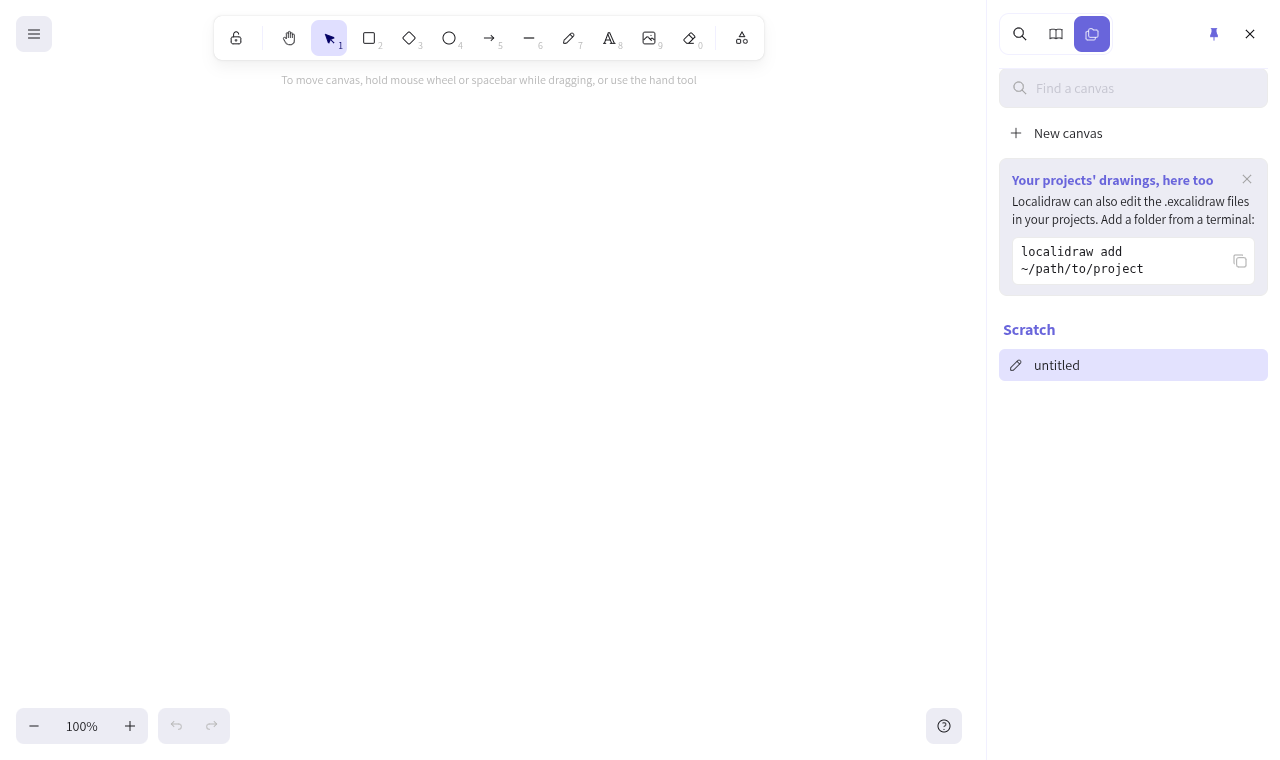 1
2
3
4
5
6
7
8
9
0
To move canvas, hold mouse wheel or spacebar while dragging, or use the hand tool
Find a canvas
New canvas
Your projects' drawings, here too
Localidraw can also edit the .excalidraw files
in your projects. Add a folder from a terminal:
localidraw add
~/path/to/project
Scratch
untitled
100%